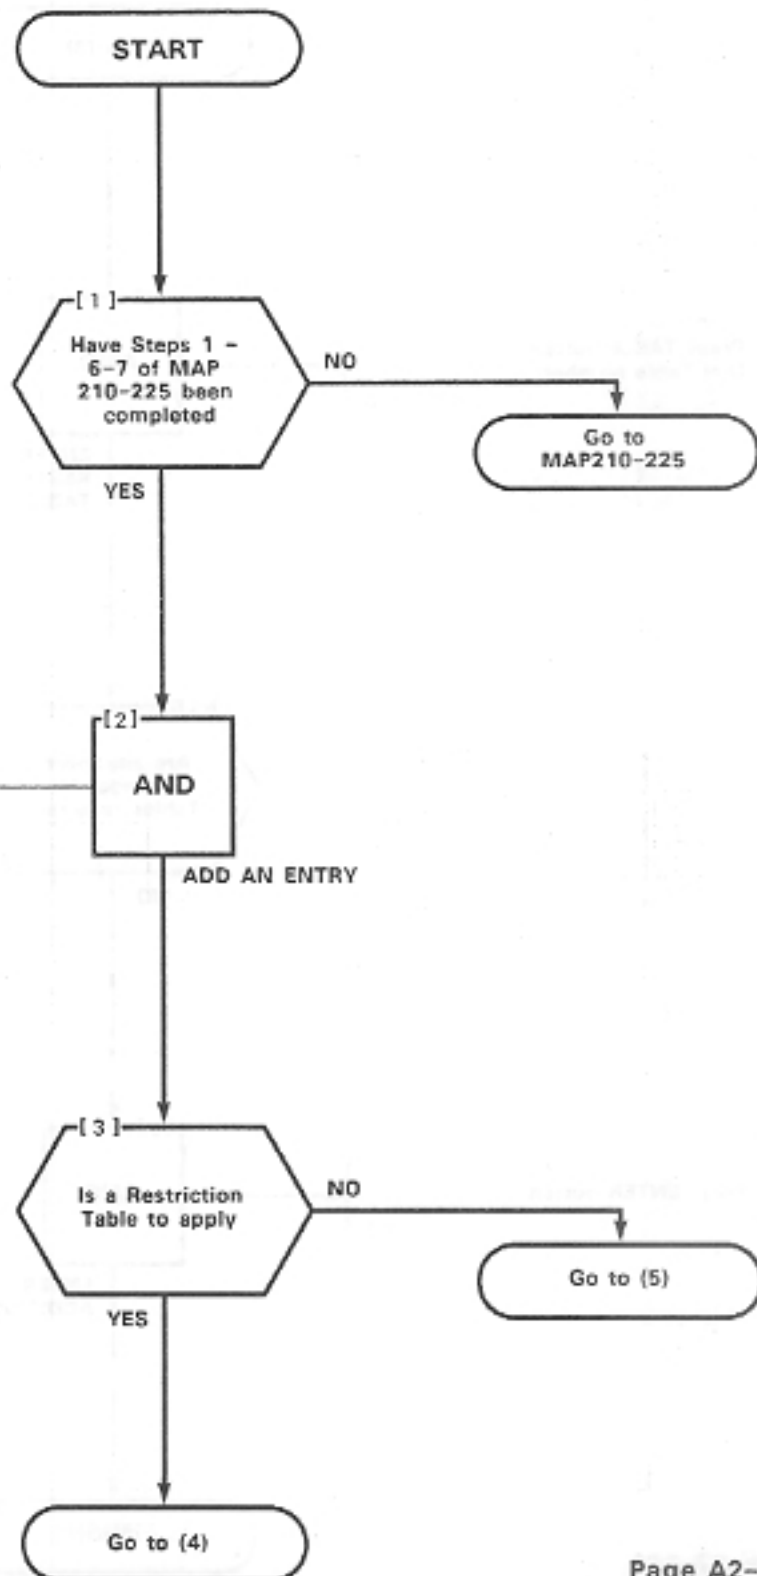 START
[1]
Have Steps 1 -
6-7 of MAP
210-225 been
completed
NO
Go to
MAP210-225
YES
[2]
AND
ADD AN ENTRY
[3]
Is a Restriction
Table to apply
NO
Go to (5)
YES
Go to (4)
Page A2-